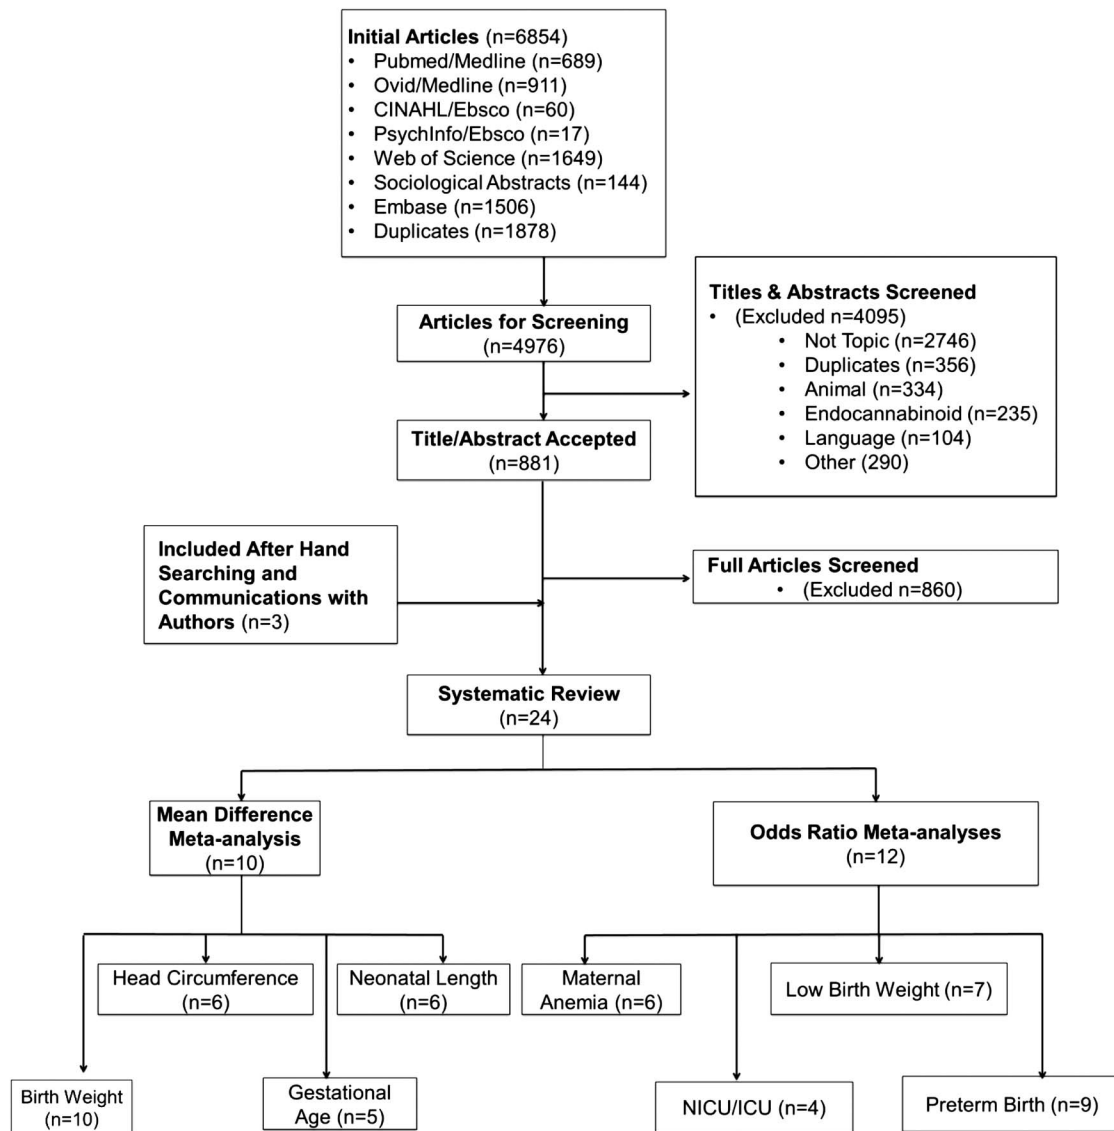 Initial Articles (n=6854)
• Pubmed/Medline (n=689)
• Ovid/Medline (n=911)
• CINAHL/Ebsco (n=60)
• PsychInfo/Ebsco (n=17)
• Web of Science (n=1649)
• Sociological Abstracts (n=144)
• Embase (n=1506)
• Duplicates (n=1878)
Articles for Screening
(n=4976)
Titles & Abstracts Screened
• (Excluded n=4095)
• Not Topic (n=2746)
• Duplicates (n=356)
• Animal (n=334)
• Endocannabinoid (n=235)
• Language (n=104)
• Other (290)
Title/Abstract Accepted
(n=881)
Included After Hand
Searching and
Communications with
Authors (n=3)
Full Articles Screened
• (Excluded n=860)
Systematic Review
(n=24)
Mean Difference
Meta-analysis
(n=10)
Odds Ratio Meta-analyses
(n=12)
Head Circumference
(n=6)
Neonatal Length
(n=6)
Maternal
Anemia (n=6)
Low Birth Weight (n=7)
Birth Weight
(n=10)
Gestational
Age (n=5)
NICU/ICU (n=4)
Preterm Birth (n=9)